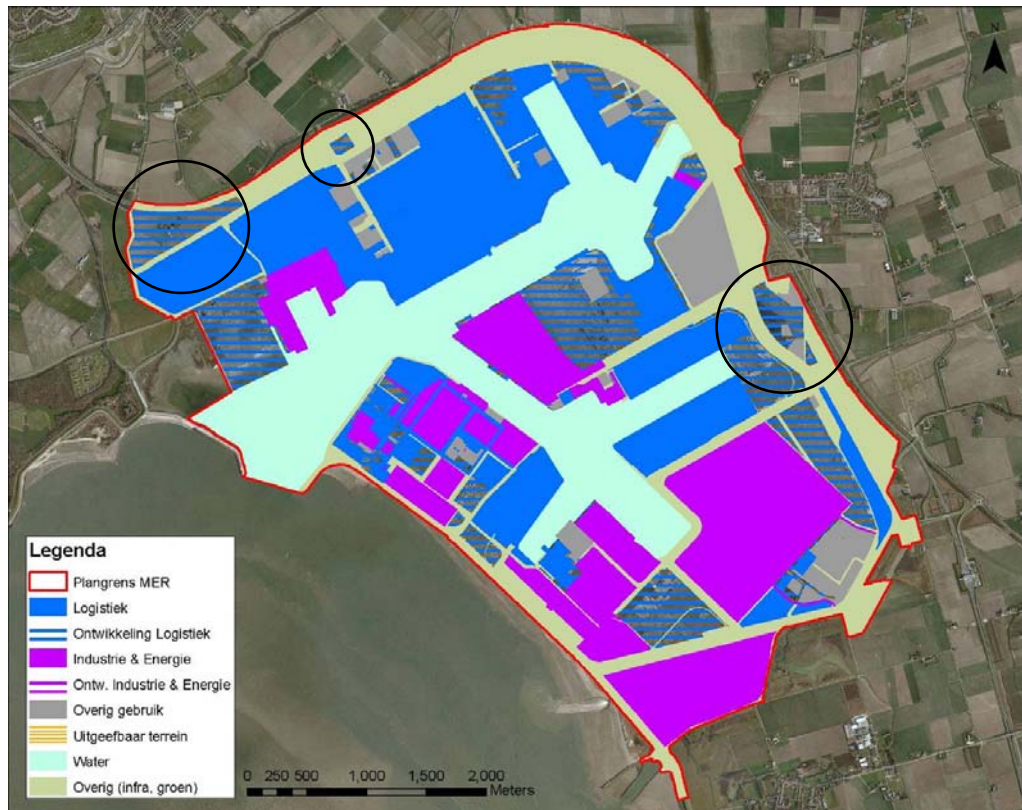 N
Legenda
Plangrens MER
Logistiek
Ontwikkeling Logistiek
Industrie & Energie
Ontw. Industrie & Energie
Overig gebruik
Uitgeefbaar terrein
Water
Overig (infra, groen)
0 250 500 1,000 1,500 2,000
Meters